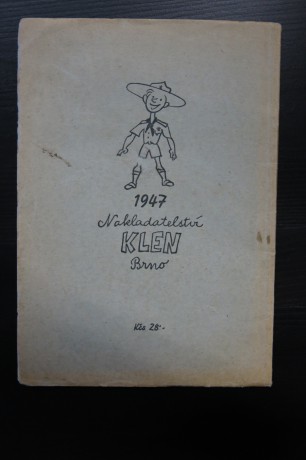 1947
Nakladatelství
KLEN
Brno
Kčs 28·-